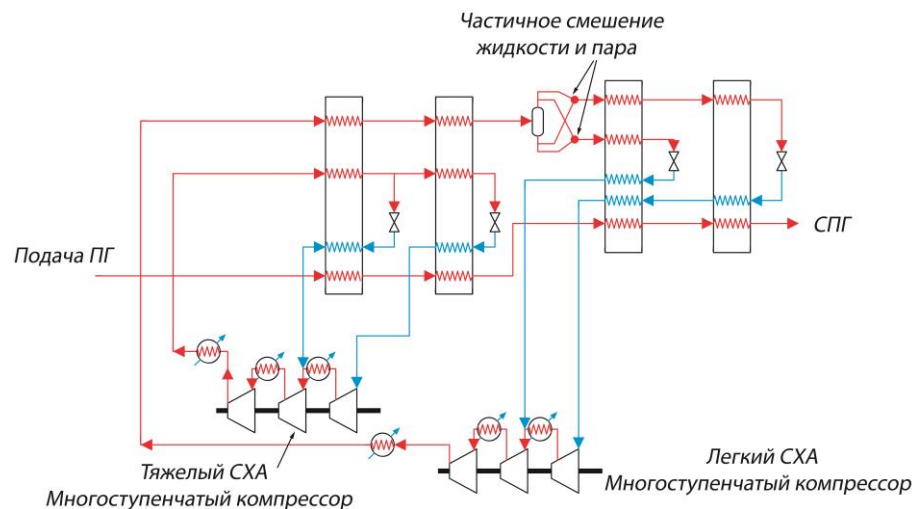 Частичное смешение
жидкости и пара
Подача ПГ
СПГ
Тяжелый СХА
Многоступенчатый компрессор
Легкий СХА
Многоступенчатый компрессор